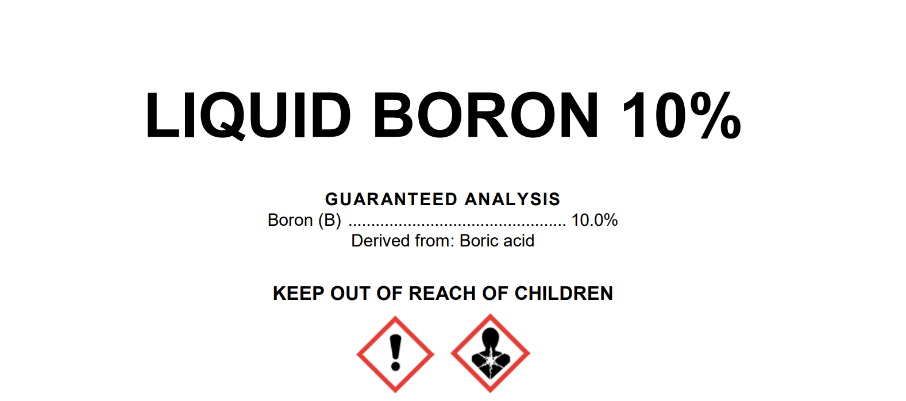 LIQUID BORON 10%
GUARANTEED ANALYSIS
Boron (B) ................................................ 10.0%
Derived from: Boric acid
KEEP OUT OF REACH OF CHILDREN